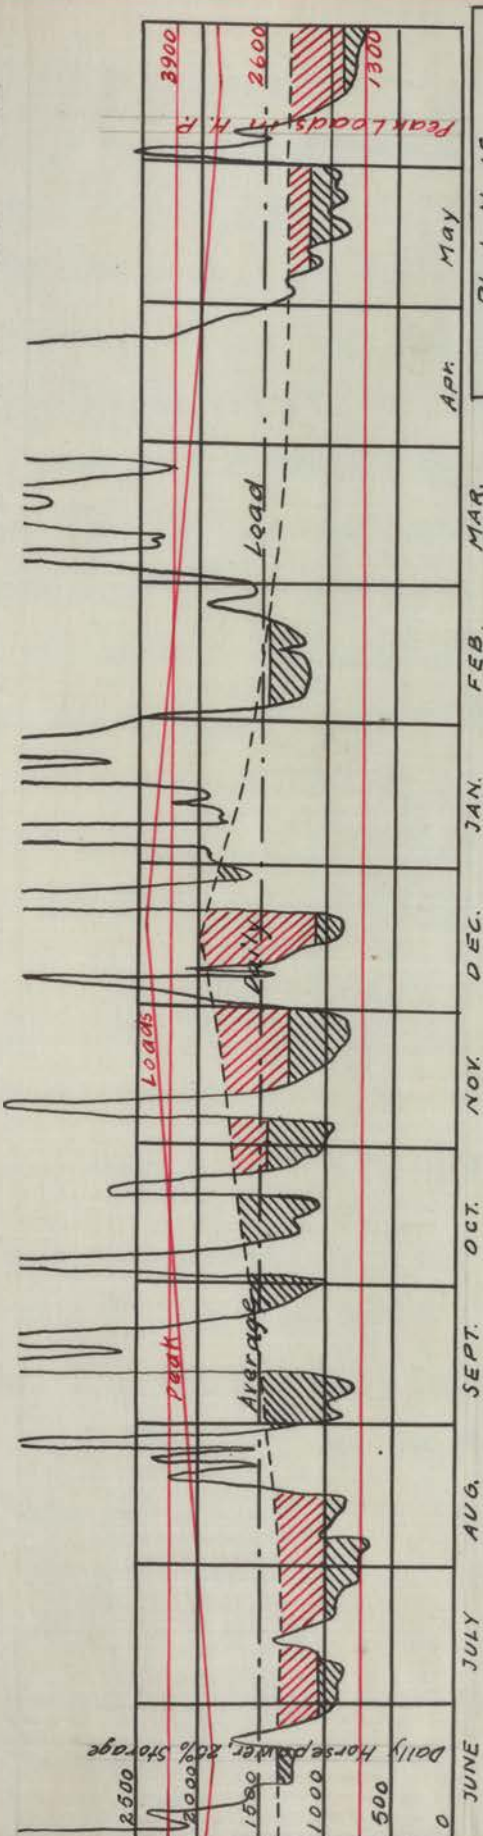 Peak Loads in H.P.
3900
2600
1300
Peak
Loads
Average
Daily
Load
Daily Horsepower, 20% Storage
2500
2000
1500
1000
500
0
JUNE
JULY
AUG.
SEPT.
OCT.
NOV.
DEC.
JAN.
FEB.
MAR.
Apr.
May